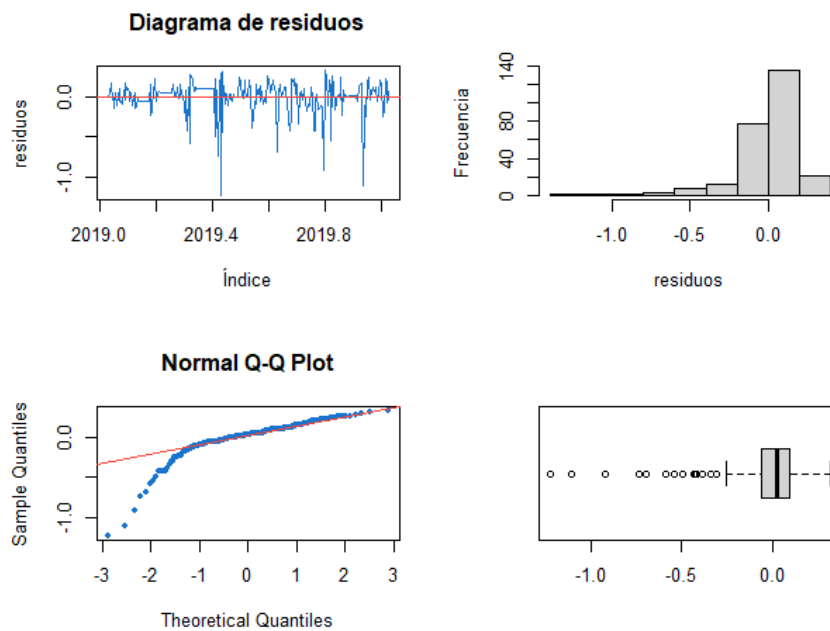 Diagrama de residuos
residuos
0.0
-1.0
2019.0 2019.4 2019.8
Índice
Frecuencia
140
80
40
0
-1.0 -0.5 0.0
residuos
Normal Q-Q Plot
Sample Quantiles
0.0
-1.0
-3 -2 -1 0 1 2 3
Theoretical Quantiles
-1.0 -0.5 0.0